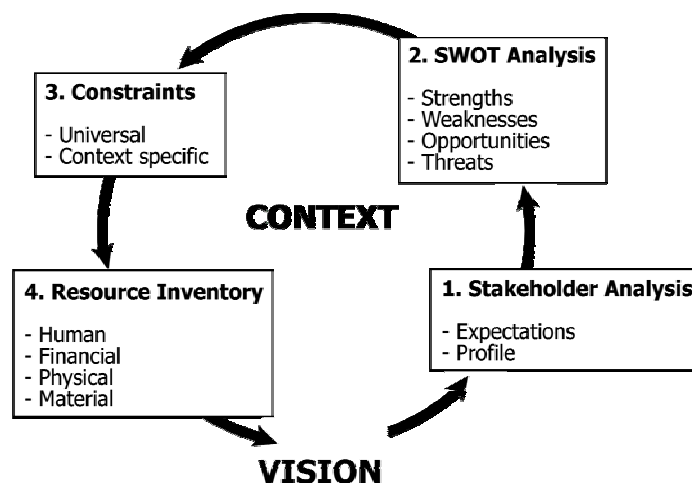 2. SWOT Analysis
- Strengths
- Weaknesses
- Opportunities
- Threats
3. Constraints
- Universal
- Context specific
CONTEXT
4. Resource Inventory
- Human
- Financial
- Physical
- Material
1. Stakeholder Analysis
- Expectations
- Profile
VISION